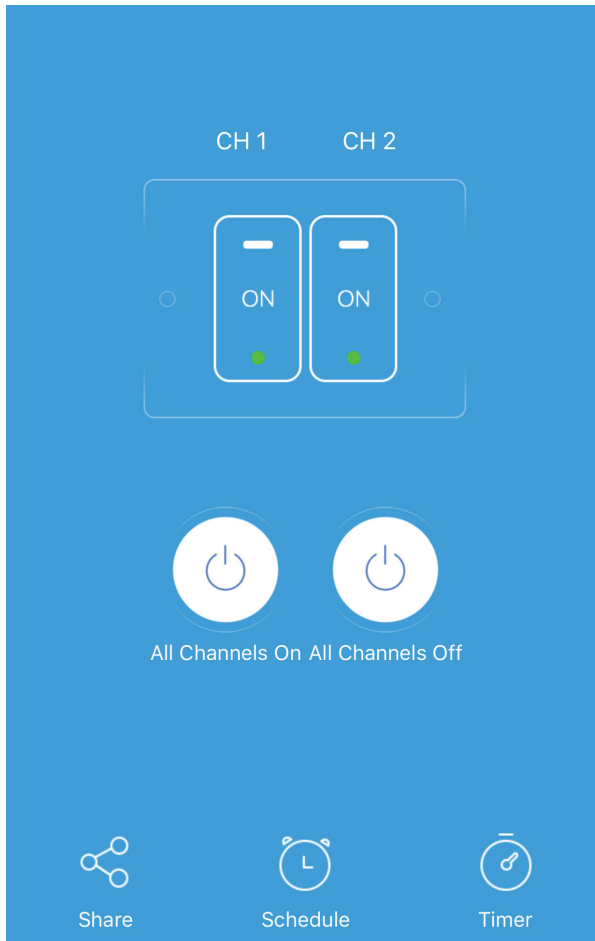 CH 1 CH 2
ON ON
All Channels On All Channels Off
Share Schedule Timer